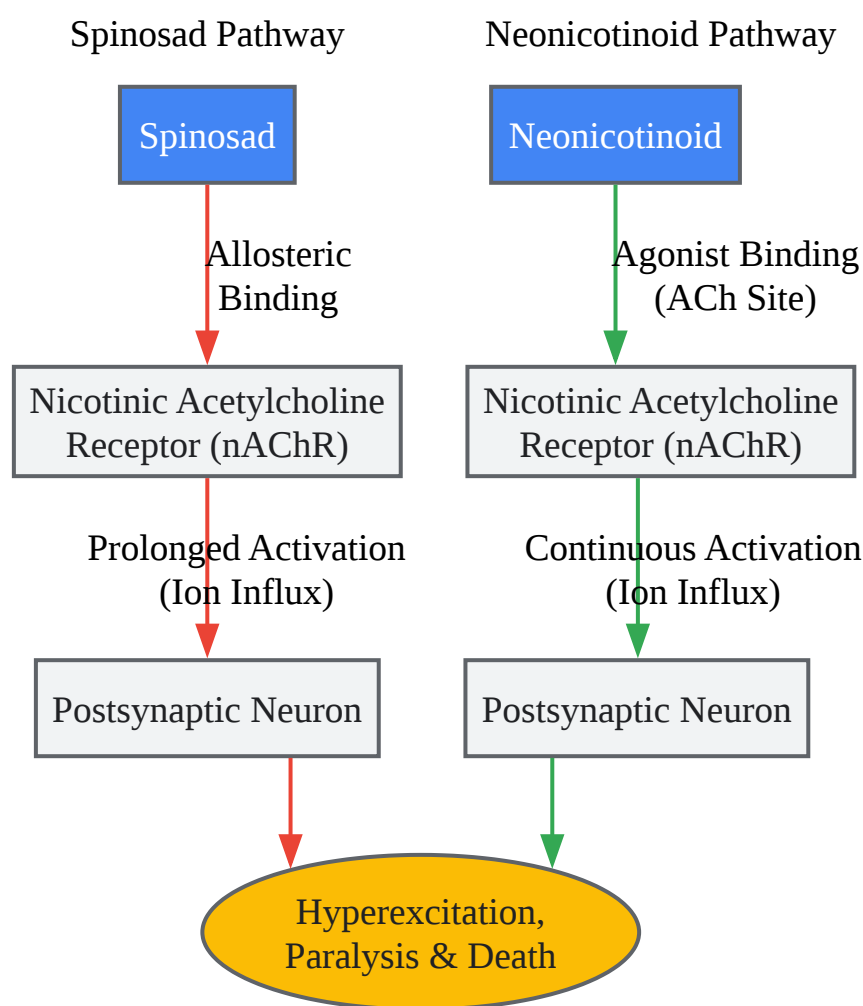 Spinosad Pathway
Neonicotinoid Pathway
Spinosad
Neonicotinoid
Allosteric
Binding
Agonist Binding
(ACh Site)
Nicotinic Acetylcholine
Receptor (nAChR)
Nicotinic Acetylcholine
Receptor (nAChR)
Prolonged Activation
(Ion Influx)
Continuous Activation
(Ion Influx)
Postsynaptic Neuron
Postsynaptic Neuron
Hyperexcitation,
Paralysis & Death